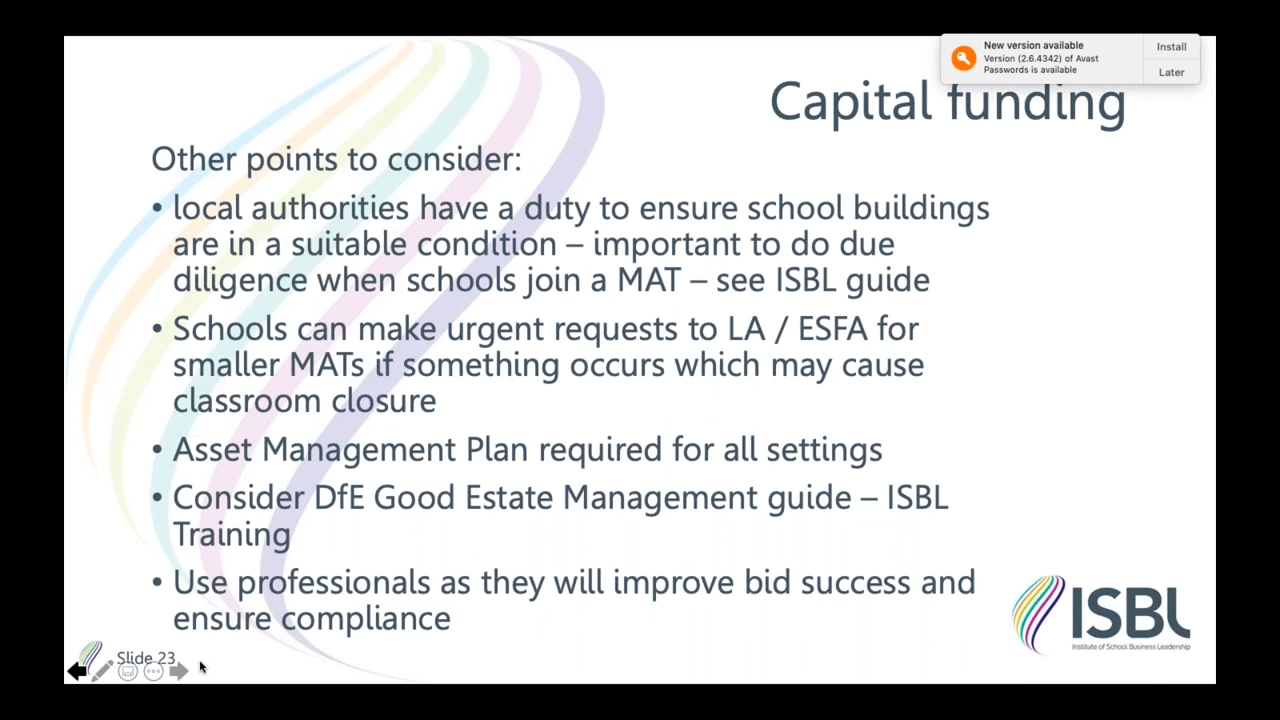 New version available
Version (2.6.4342) of Avast
Passwords is available
Install
Later
Capital funding
Other points to consider:
• local authorities have a duty to ensure school buildings
are in a suitable condition – important to do due
diligence when schools join a MAT – see ISBL guide
• Schools can make urgent requests to LA / ESFA for
smaller MATs if something occurs which may cause
classroom closure
• Asset Management Plan required for all settings
• Consider DfE Good Estate Management guide – ISBL
Training
• Use professionals as they will improve bid success and
ensure compliance
ISBL
Institute of School Business Leadership
Slide 23